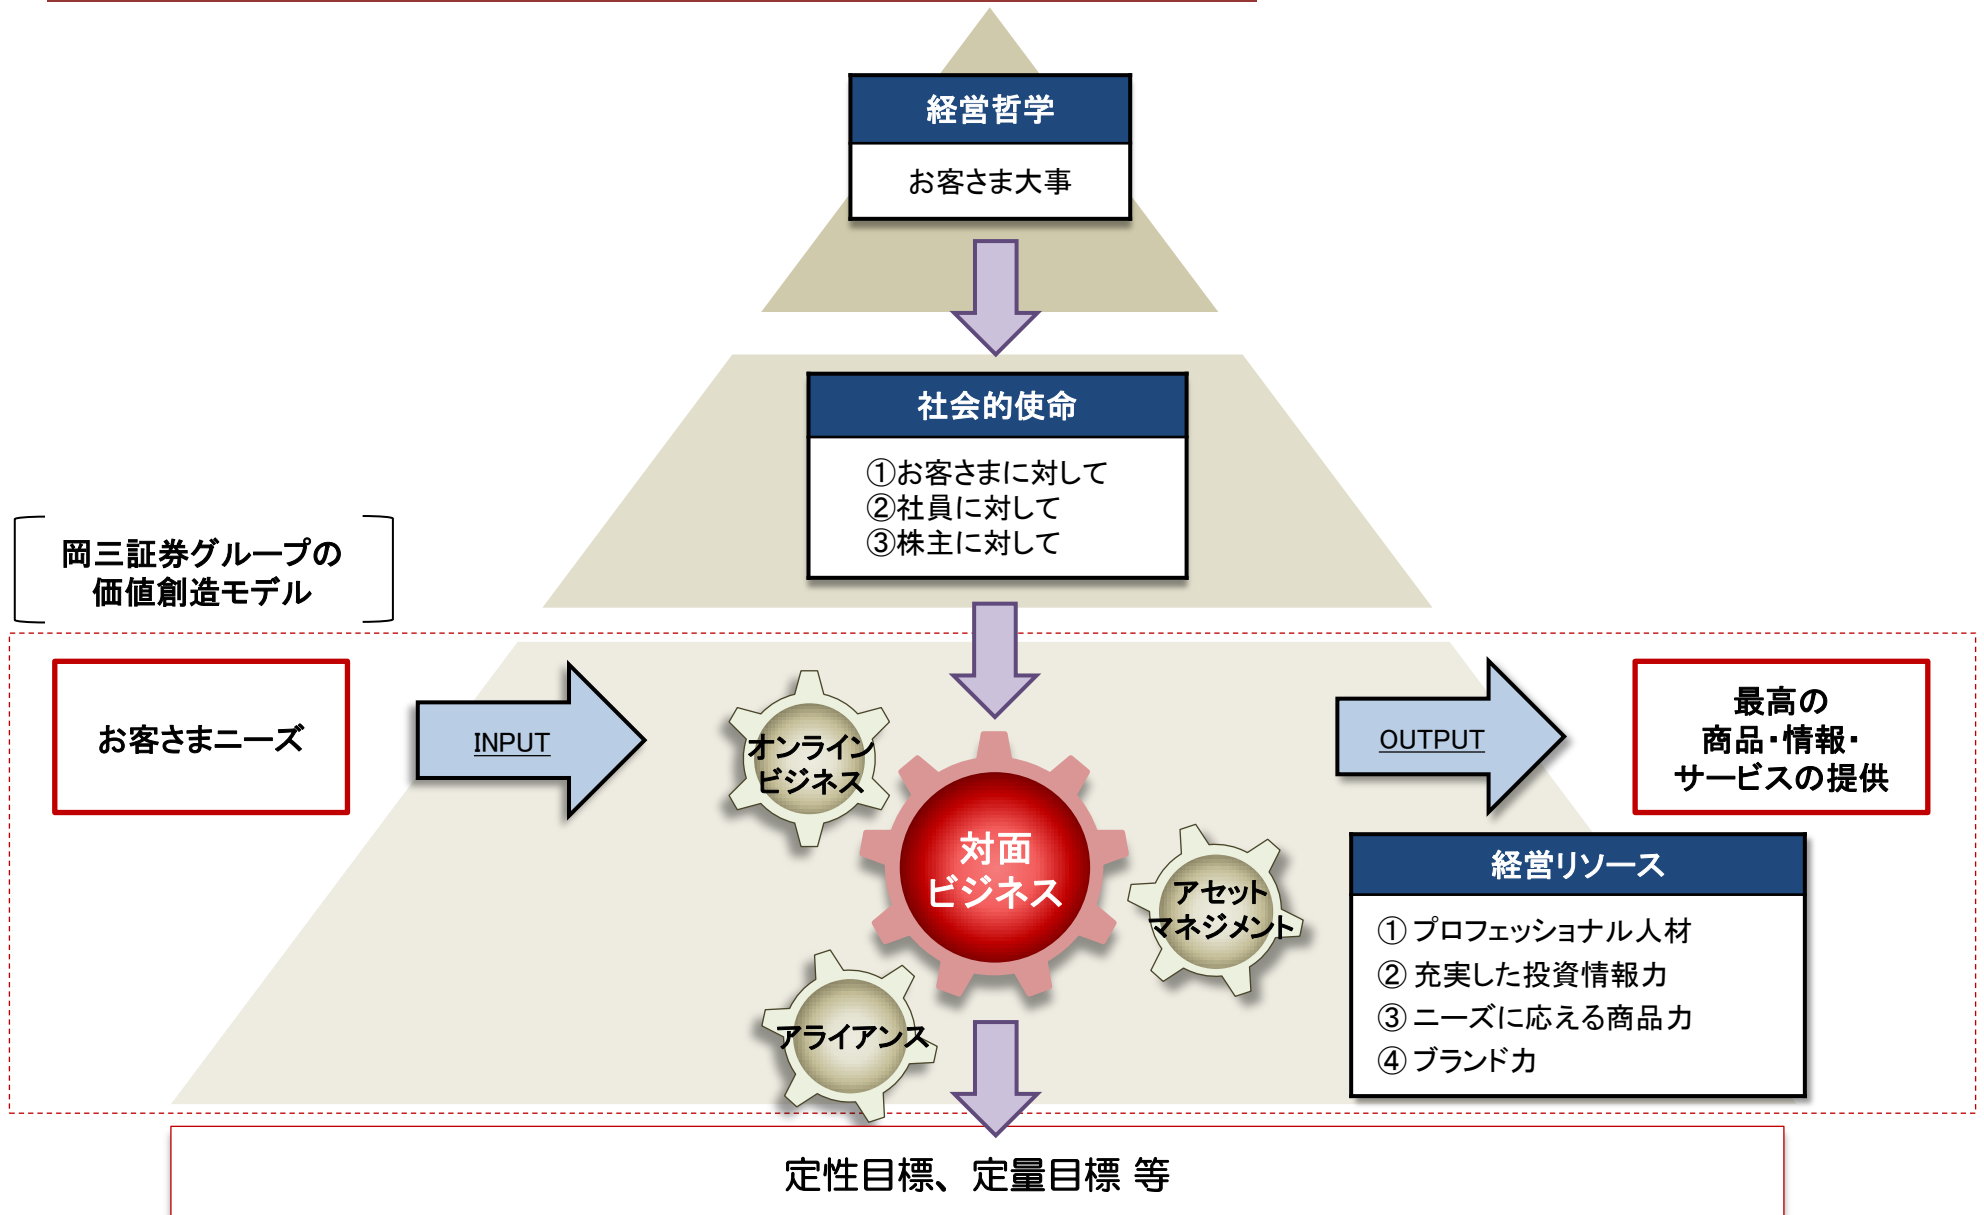 経営哲学
お客さま大事
社会的使命
①お客さまに対して
②社員に対して
③株主に対して
岡三証券グループの
価値創造モデル
お客さまニーズ
INPUT
オンライン
ビジネス
対面
ビジネス
アセット
マネジメント
アライアンス
OUTPUT
最高の
商品・情報・
サービスの提供
経営リソース
① プロフェッショナル人材
② 充実した投資情報力
③ ニーズに応える商品力
④ ブランド力
定性目標、定量目標 等